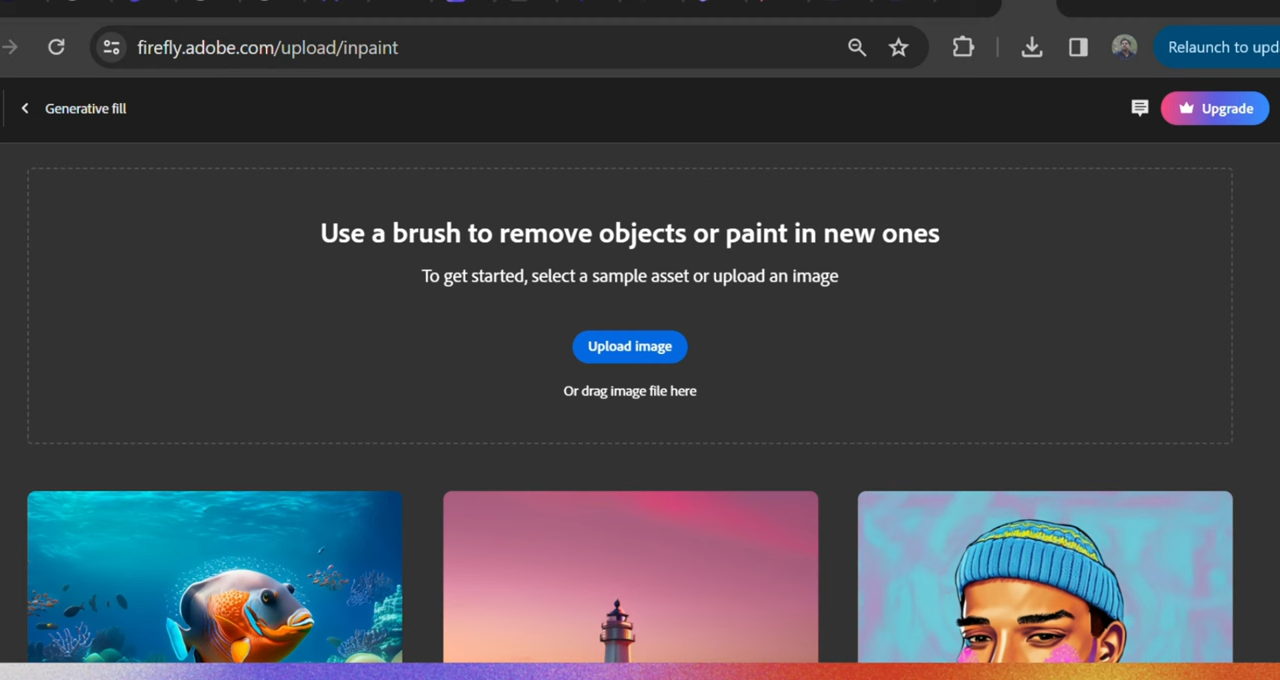 firefly.adobe.com/upload/inpaint
Relaunch to upd
Generative fill
Upgrade
Use a brush to remove objects or paint in new ones
To get started, select a sample asset or upload an image
Upload image
Or drag image file here